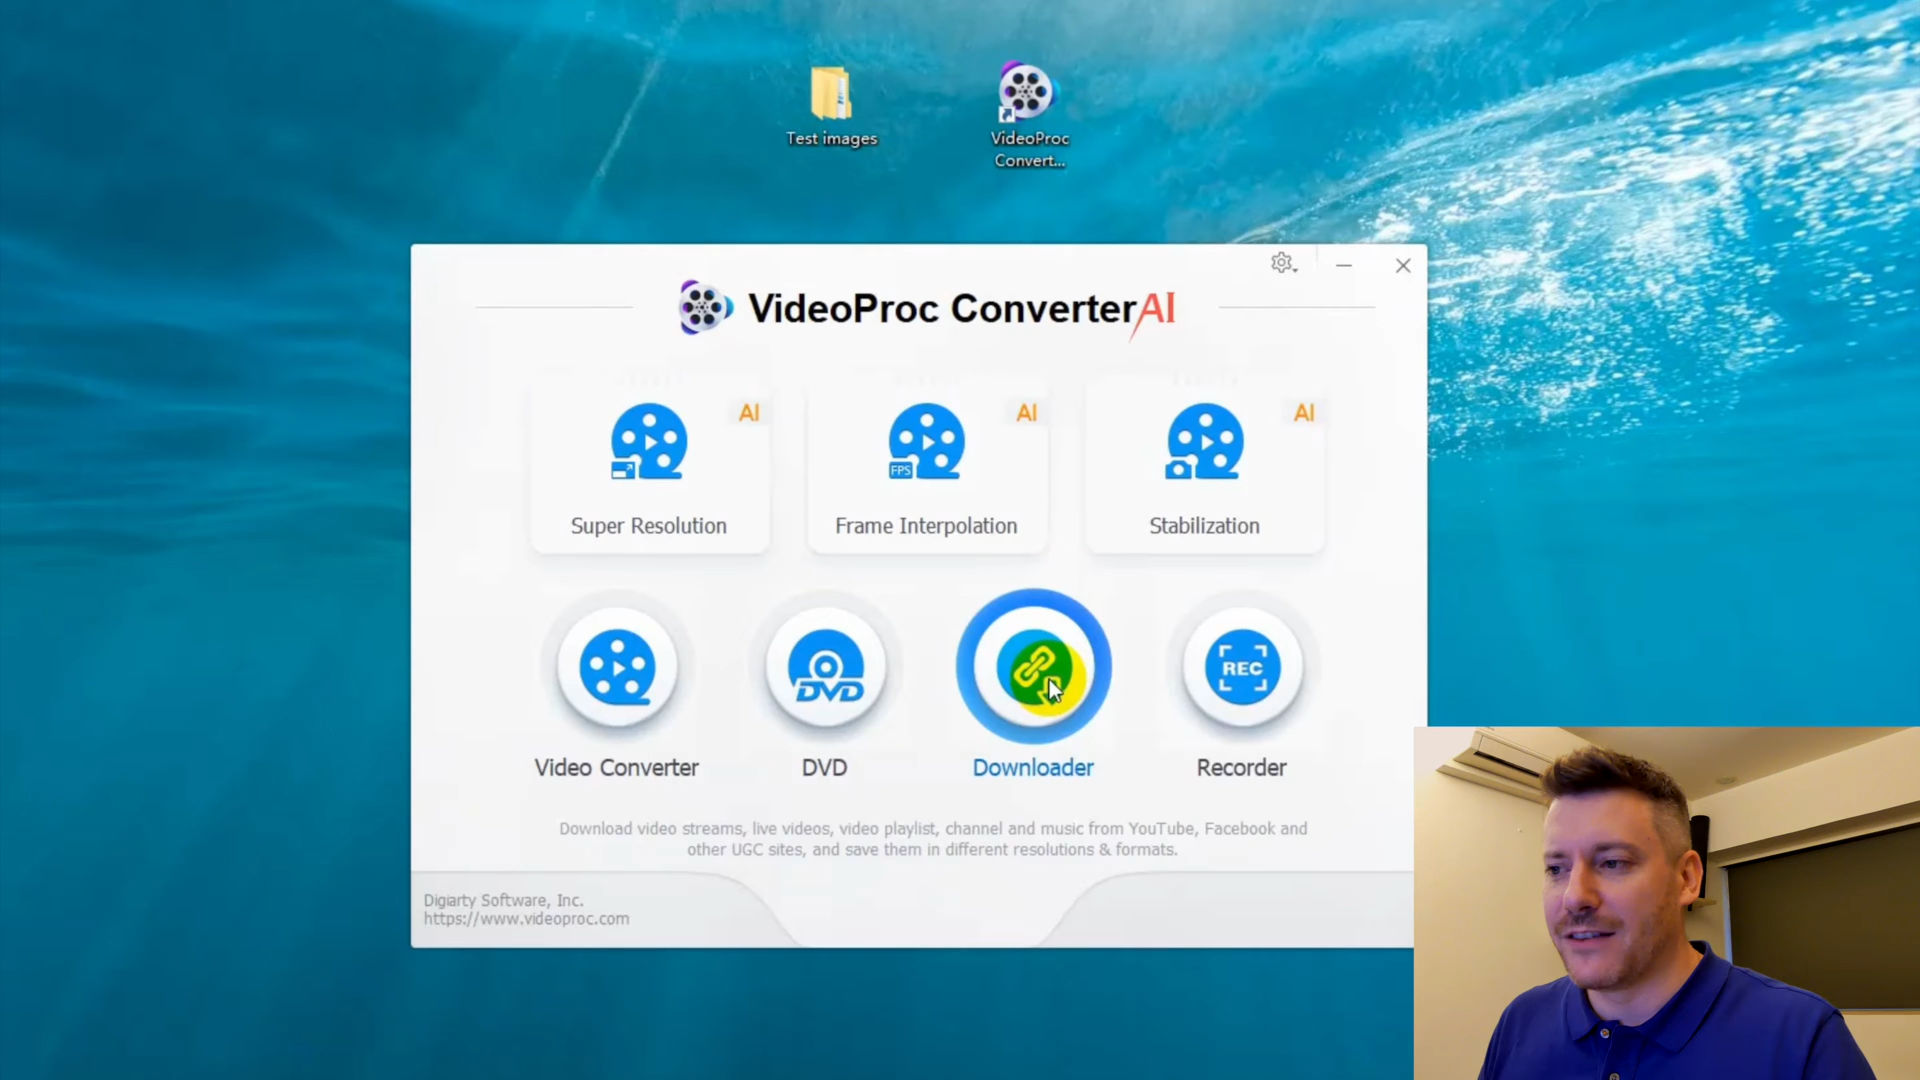 Test images
VideoProc
Convert...
VideoProc Converter AI
AI
AI
AI
FPS
Super Resolution
Frame Interpolation
Stabilization
DVD
REC
Video Converter
DVD
Downloader
Recorder
Download video streams, live videos, video playlist, channel and music from YouTube, Facebook and
other UGC sites, and save them in different resolutions & formats.
Digiarty Software, Inc.
https://www.videoproc.com